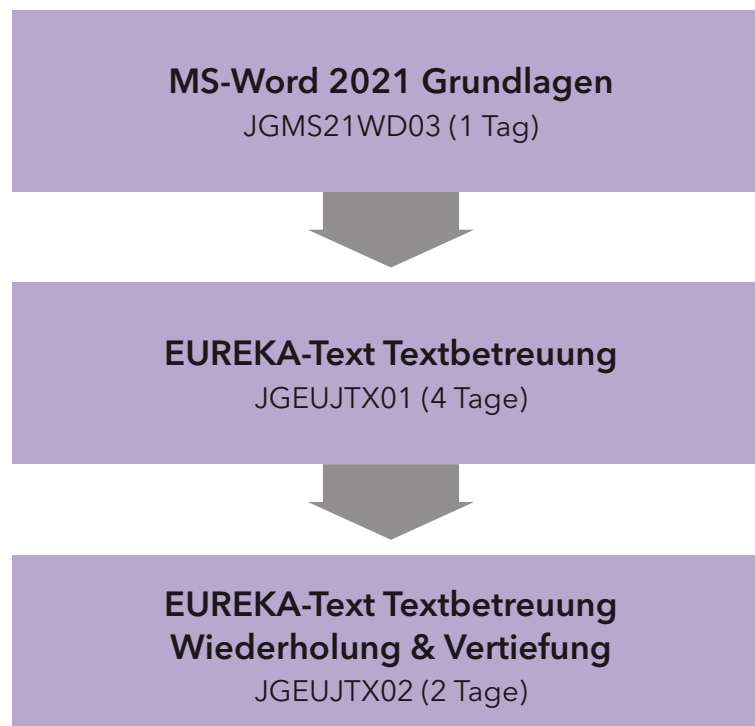 MS-Word 2021 Grundlagen
JGMS21WD03 (1 Tag)
EUREKA-Text Textbetreuung
JGEUJTX01 (4 Tage)
EUREKA-Text Textbetreuung
Wiederholung & Vertiefung
JGEUJTX02 (2 Tage)